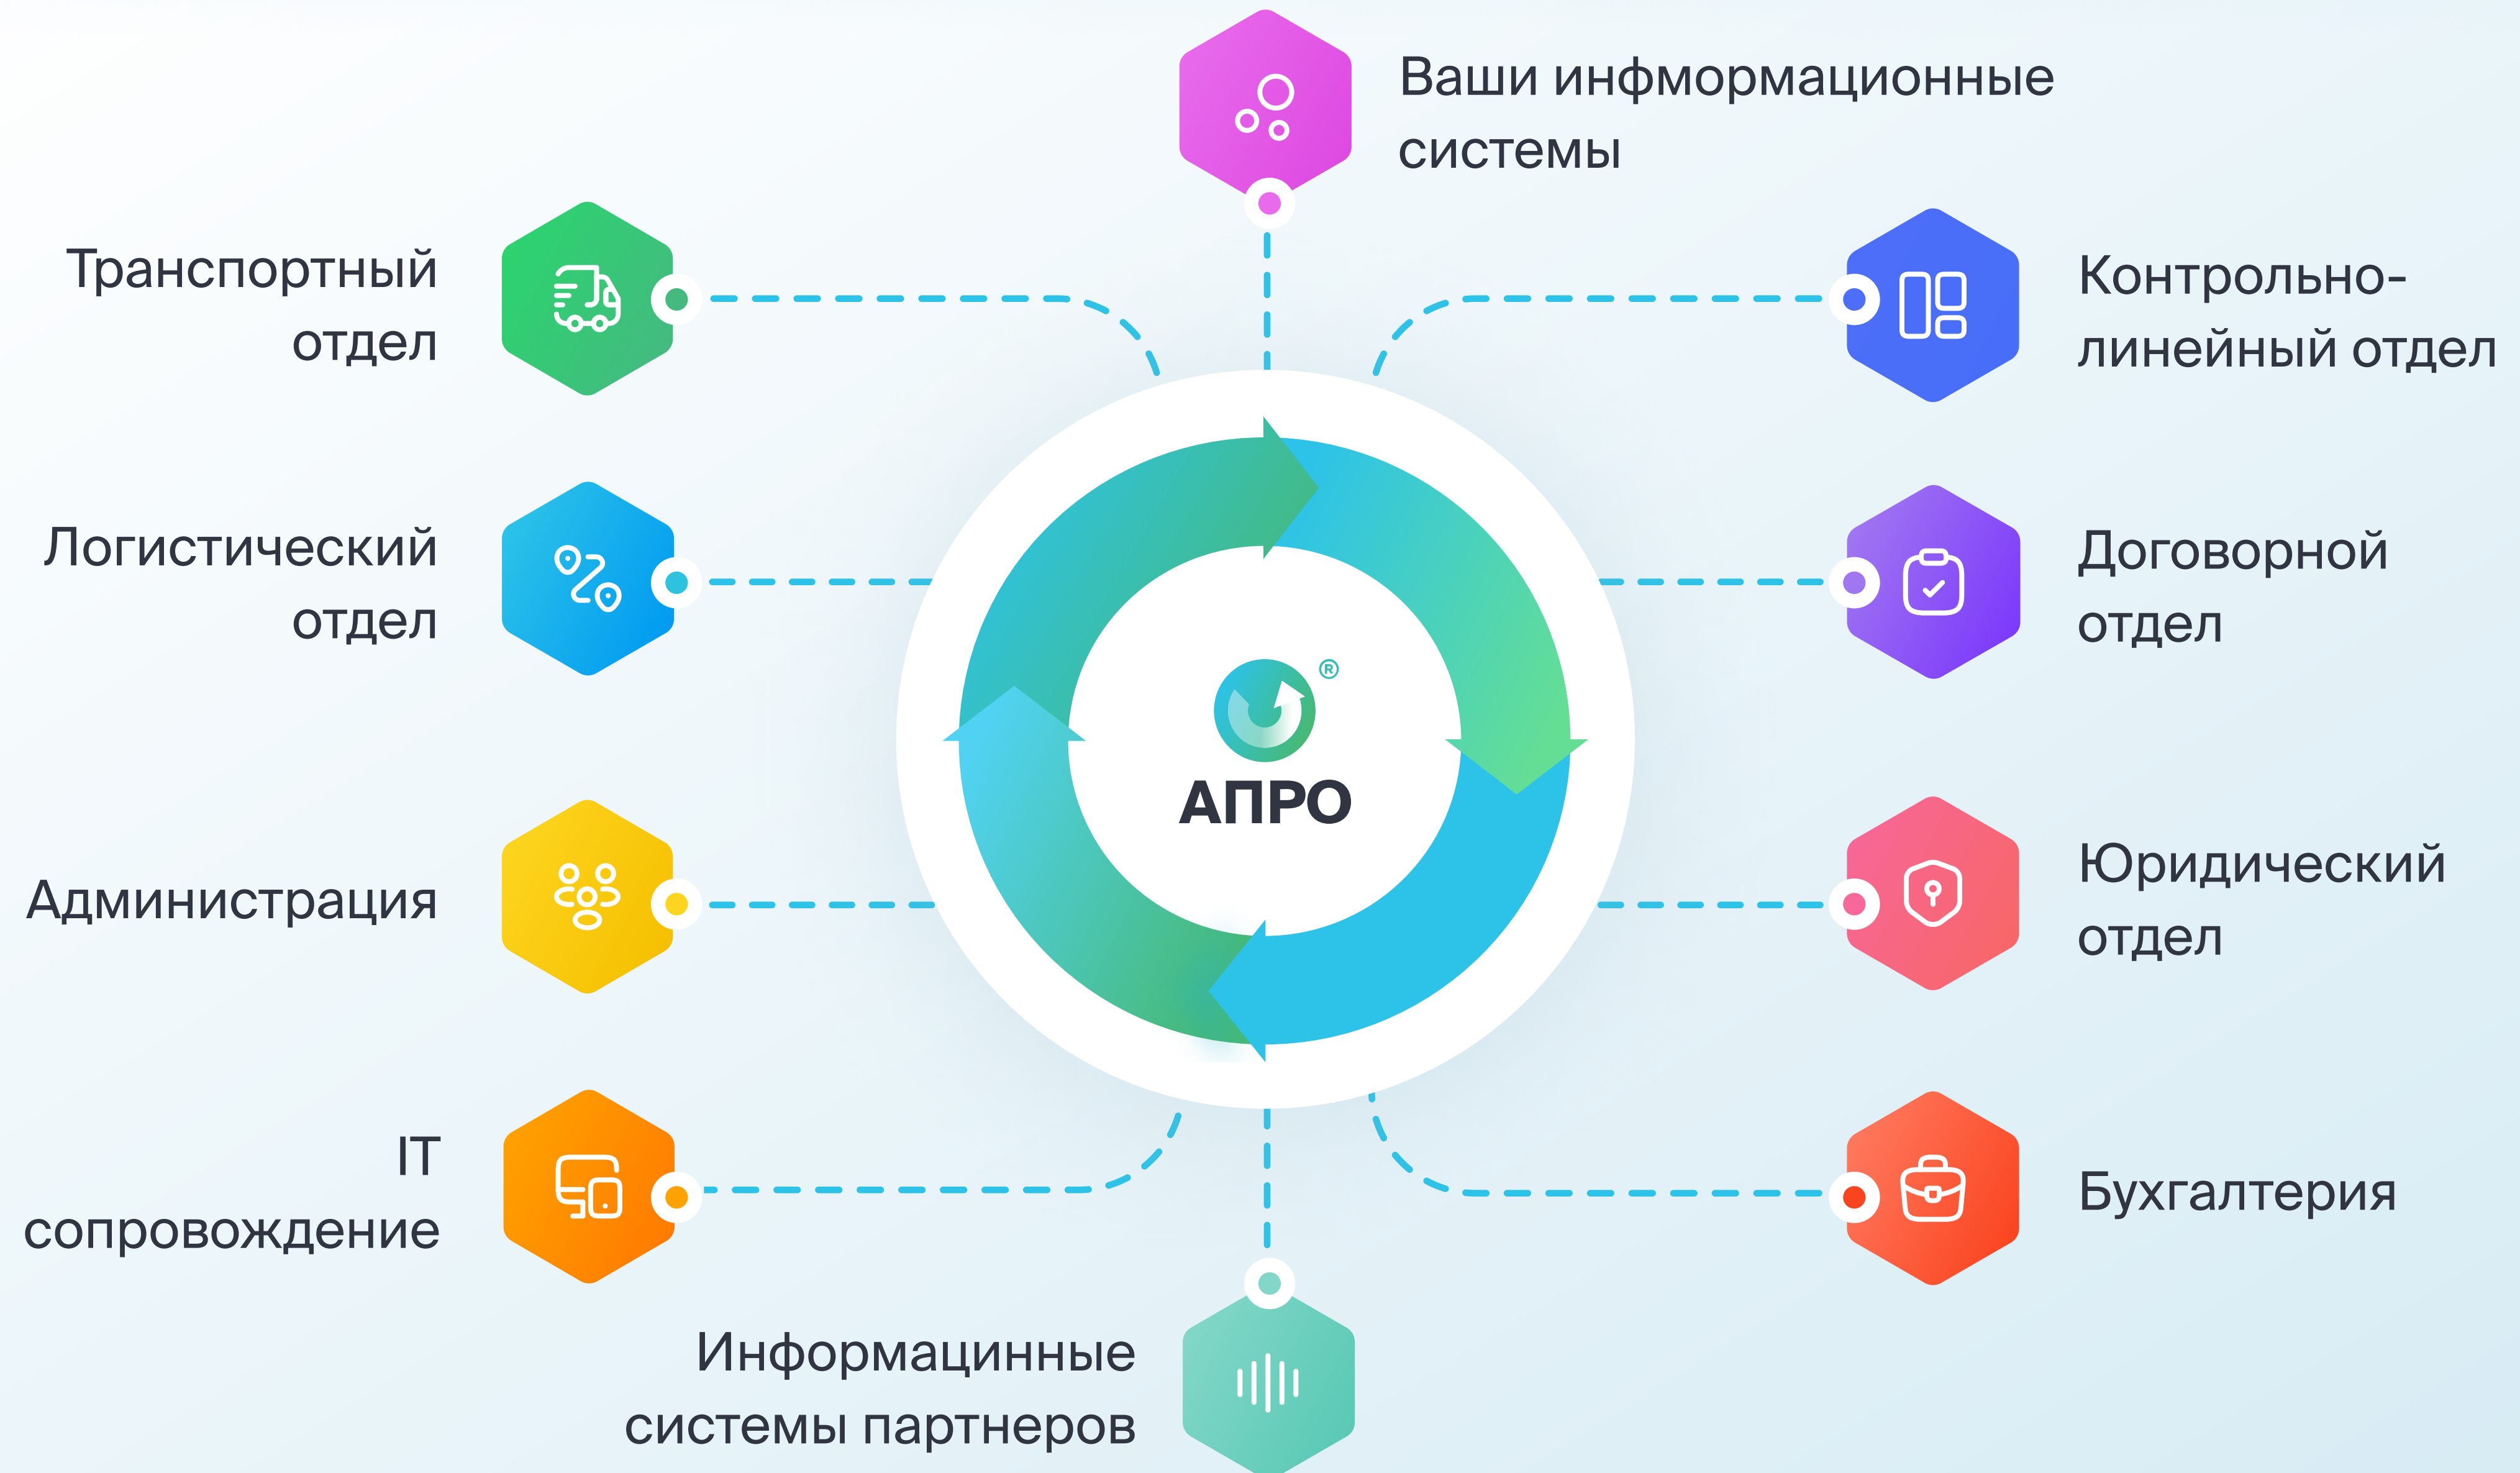 Ваши инфмормационные
системы
Транспортный
отдел
Контрольно-
линейный отдел
Логистический
отдел
Договорной
отдел
®
АПРО
Администрация
Юридический
отдел
IT
сопровождение
Бухгалтерия
Информацинные
системы партнеров